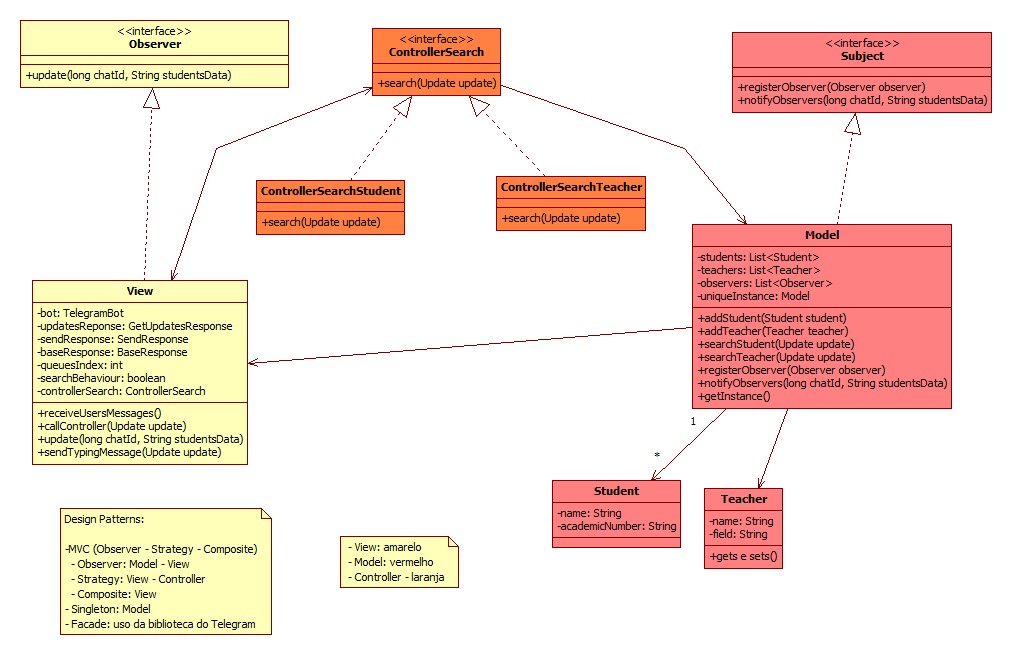 <<interface>>
Observer
+update(long chatId, String studentsData)
<<interface>>
ControllerSearch
+search(Update update)
<<interface>>
Subject
+registerObserver(Observer observer)
+notifyObservers(long chatId, String studentsData)
ControllerSearchStudent
+search(Update update)
ControllerSearchTeacher
+search(Update update)
Model
-students: List<Student>
-teachers: List<Teacher>
-observers: List<Observer>
-uniqueInstance: Model
+addStudent(Student student)
+addTeacher(Teacher teacher)
+searchStudent(Update update)
+searchTeacher(Update update)
+registerObserver(Observer observer)
+notifyObservers(long chatId, String studentsData)
+getInstance()
View
-bot: TelegramBot
-updatesReponse: GetUpdatesResponse
-sendResponse: SendResponse
-baseResponse: BaseResponse
-queuesIndex: int
-searchBehaviour: boolean
-controllerSearch: ControllerSearch
+receiveUsersMessages()
+callController(Update update)
+update(long chatId, String studentsData)
+sendTypingMessage(Update update)
1
*
Student
-name: String
-academicNumber: String
Teacher
-name: String
-field: String
+gets e sets()
Design Patterns:
-MVC (Observer - Strategy - Composite)
- Observer: Model - View
- Strategy: View - Controller
- Composite: View
- Singleton: Model
- Facade: uso da biblioteca do Telegram
- View: amarelo
- Model: vermelho
- Controller - laranja